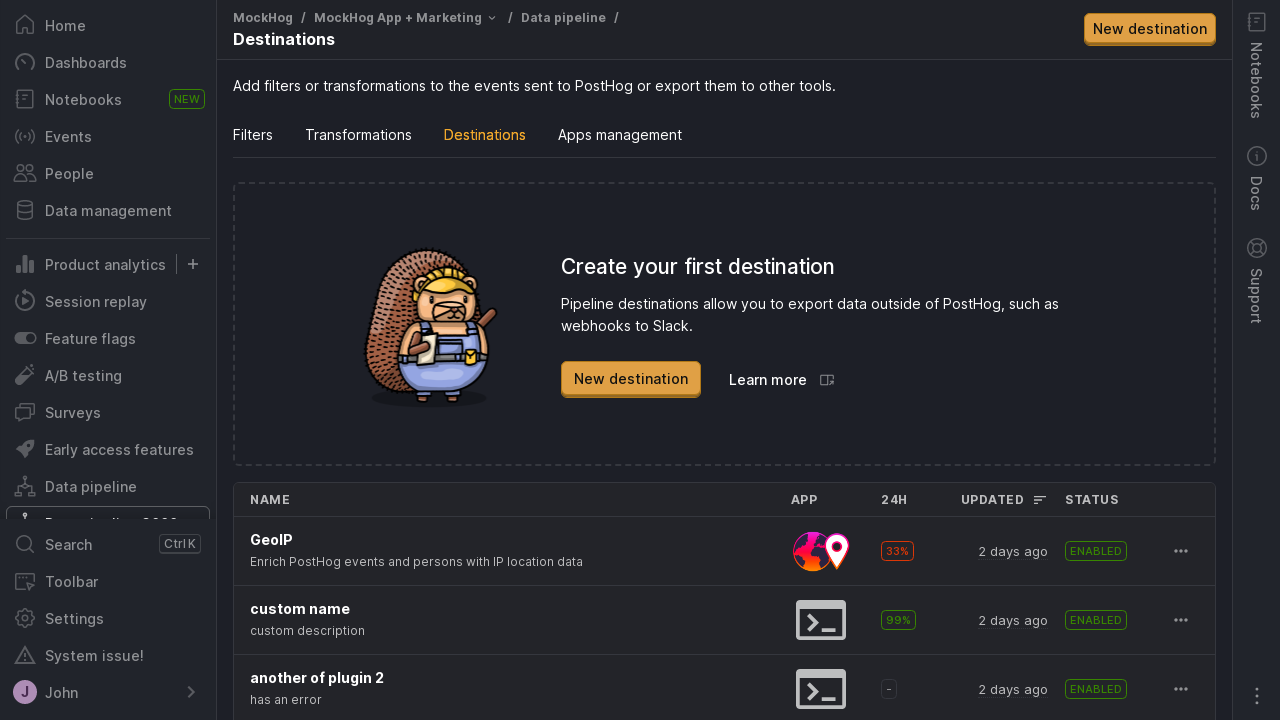 Home
Dashboards
Notebooks NEW
Events
People
Data management
Product analytics
Session replay
Feature flags
A/B testing
Surveys
Early access features
Data pipeline
Search Ctrl K
Toolbar
Settings
System issue!
J John
MockHog / MockHog App + Marketing / Data pipeline /
Destinations
New destination
Add filters or transformations to the events sent to PostHog or export them to other tools.
Filters Transformations Destinations Apps management
Create your first destination
Pipeline destinations allow you to export data outside of PostHog, such as
webhooks to Slack.
New destination Learn more
NAME APP 24H UPDATED STATUS
GeoIP
Enrich PostHog events and persons with IP location data
33% 2 days ago ENABLED
custom name
custom description
99% 2 days ago ENABLED
another of plugin 2
has an error
- 2 days ago ENABLED
Notebooks
Docs
Support